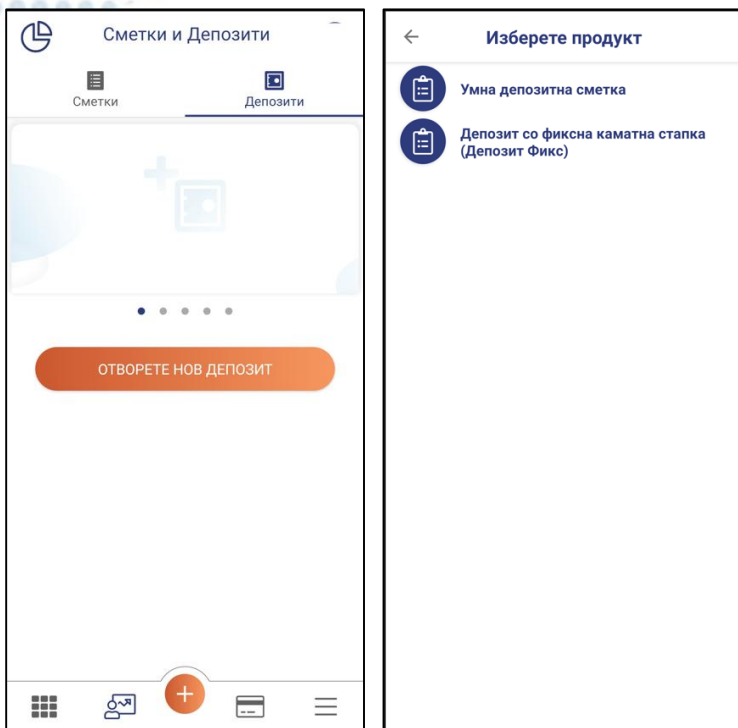 Сметки и Депозити
Сметки
Депозити
ОТВОРЕТЕ НОВ ДЕПОЗИТ
Изберете продукт
Умна депозитна сметка
Депозит со фиксна каматна стапка
(Депозит Фикс)